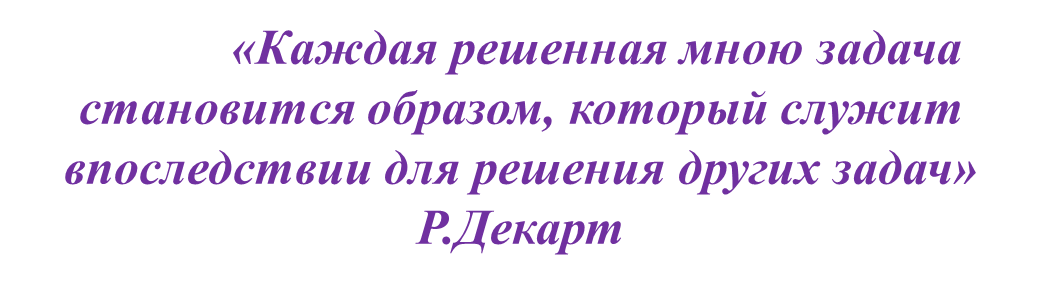 «Каждая решенная мною задача
становится образом, который служит
впоследствии для решения других задач»
Р.Декарт